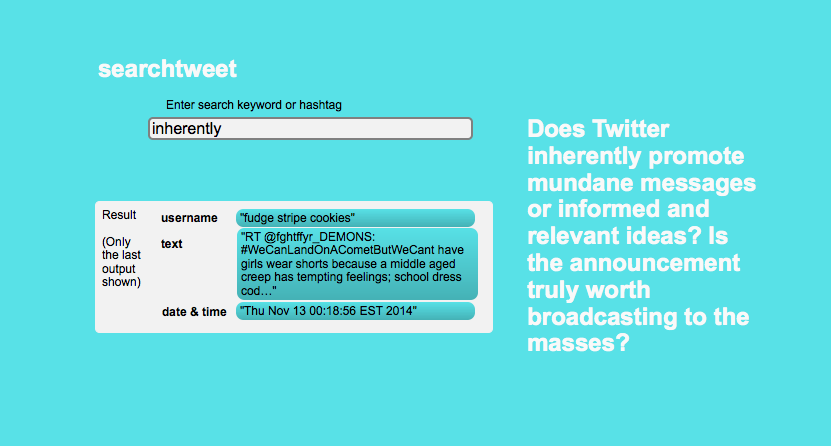 searchtweet
Enter search keyword or hashtag
inherently
Result
(Only
the last
output
shown)
username
"fudge stripe cookies"
text
"RT @fghtffyr_DEMONS:
#WeCanLandOnACometButWeCant have
girls wear shorts because a middle aged
creep has tempting feelings; school dress
cod…"
date & time
"Thu Nov 13 00:18:56 EST 2014"
Does Twitter
inherently promote
mundane messages
or informed and
relevant ideas? Is
the announcement
truly worth
broadcasting to the
masses?